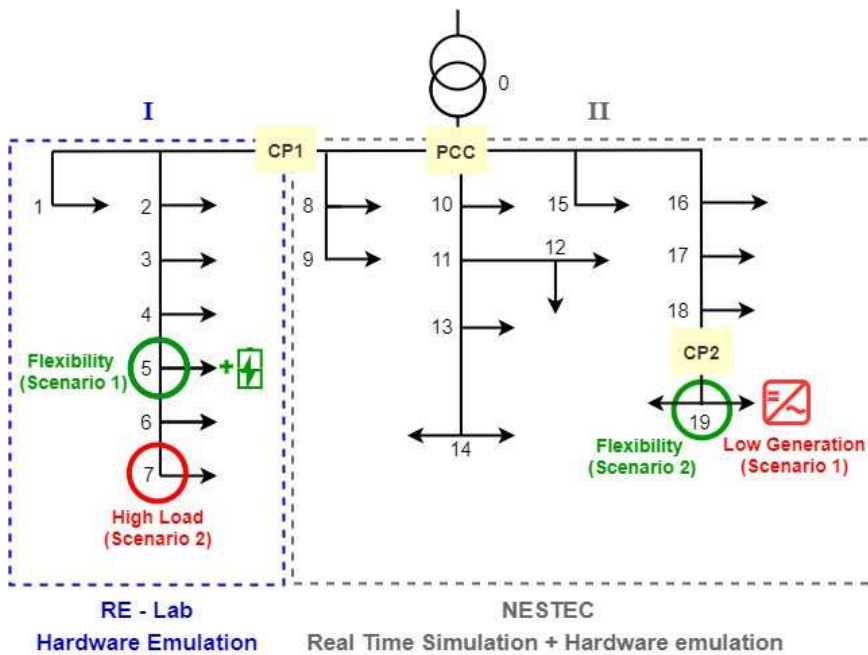 0
I
II
CP1
PCC
1
2
8
10
15
16
3
9
11
12
17
4
13
18
Flexibility
(Scenario 1)
5
+
CP2
6
14
19
7
Flexibility
(Scenario 2)
Low Generation
(Scenario 1)
High Load
(Scenario 2)
RE - Lab
Hardware Emulation
NESTEC
Real Time Simulation + Hardware emulation